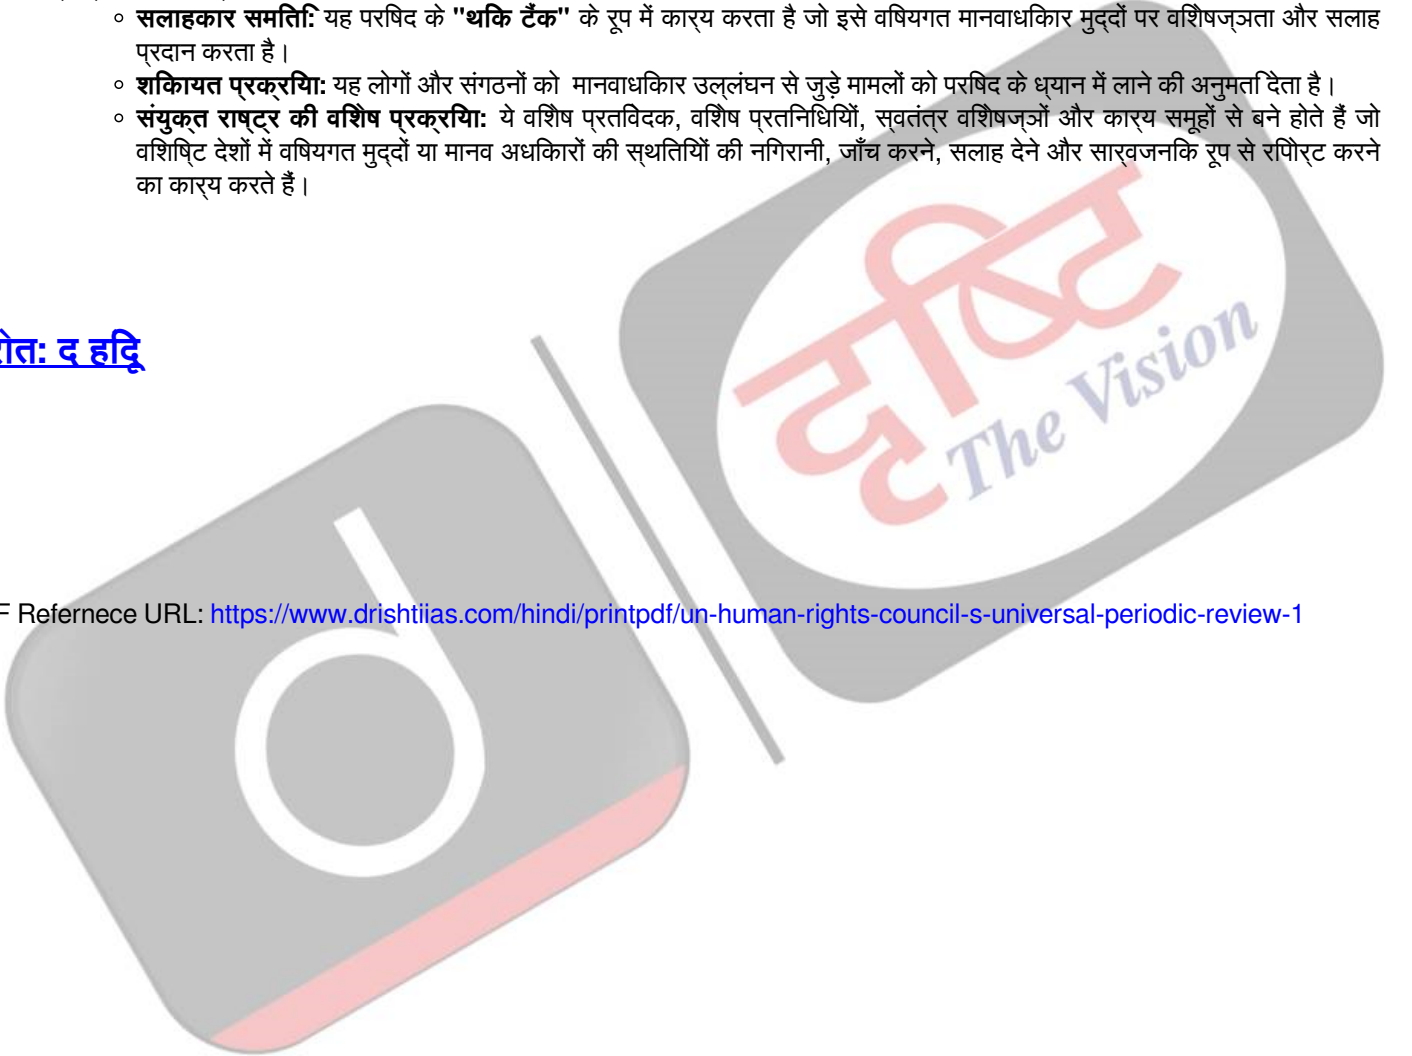 सलाहकार समिति: यह परिषद के "थिंक टैंक" के रूप में कार्य करता है जो इसे विषयगत मानवाधिकार मुद्दों पर विशेषज्ञता और सलाह
प्रदान करता है।
शिकायत प्रक्रिया: यह लोगों और संगठनों को मानवाधिकार उल्लंघन से जुड़े मामलों को परिषद के ध्यान में लाने की अनुमति देता है।
संयुक्त राष्ट्र की विशेष प्रक्रिया: ये विशेष प्रतिवेदक, विशेष प्रतिनिधियों, स्वतंत्र विशेषज्ञों और कार्य समूहों से बने होते हैं जो
विशिष्ट देशों में विषयगत मुद्दों या मानव अधिकारों की स्थितियों की निगरानी, जाँच करने, सलाह देने और सार्वजनिक रूप से रिपोर्ट करने
का कार्य करते हैं।
दृष्टि
The Vision
रोत: द हिंदू
F Refernece URL: https://www.drishtiias.com/hindi/printpdf/un-human-rights-council-s-universal-periodic-review-1